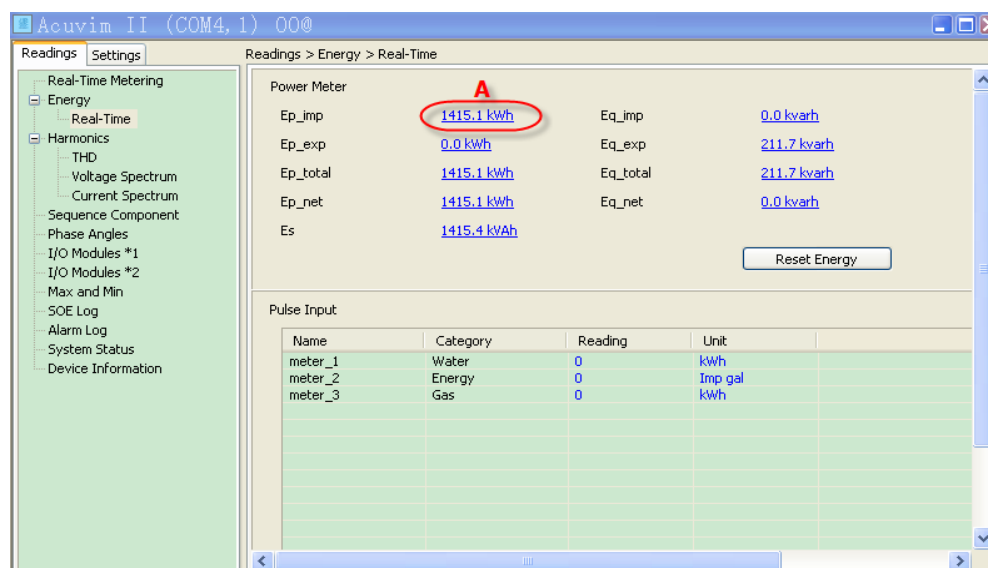 Acuvim II (COM4, 1) 00@
Readings Settings
Readings > Energy > Real-Time
Real-Time Metering
Energy
Real-Time
Harmonics
THD
Voltage Spectrum
Current Spectrum
Sequence Component
Phase Angles
I/O Modules *1
I/O Modules *2
Max and Min
SOE Log
Alarm Log
System Status
Device Information
Power Meter
A
Ep_imp 1415.1 kWh Eq_imp 0.0 kvarh
Ep_exp 0.0 kWh Eq_exp 211.7 kvarh
Ep_total 1415.1 kWh Eq_total 211.7 kvarh
Ep_net 1415.1 kWh Eq_net 0.0 kvarh
Es 1415.4 kVAh
Reset Energy
Pulse Input
Name Category Reading Unit
meter_1 Water 0 kWh
meter_2 Energy 0 Imp gal
meter_3 Gas 0 kWh